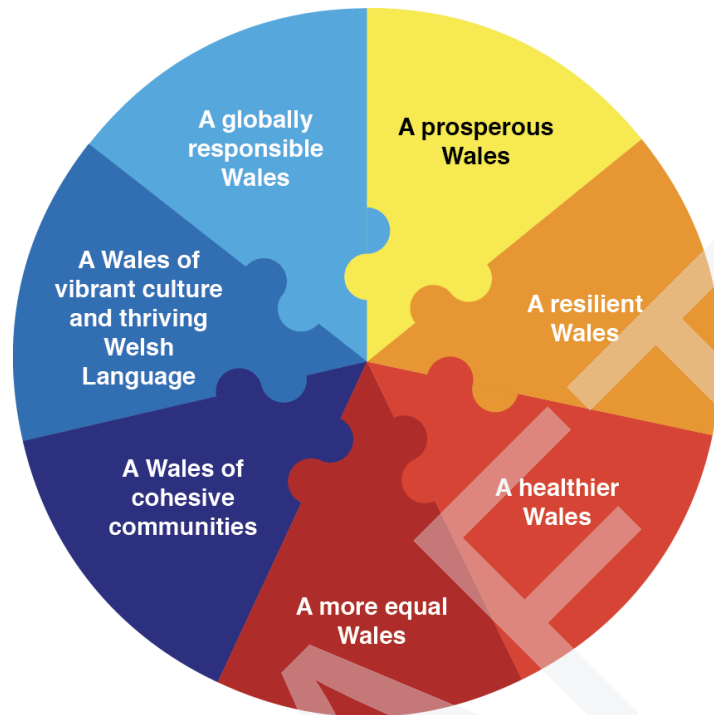 A prosperous
Wales
A resilient
Wales
A healthier
Wales
A more equal
Wales
A Wales of
cohesive
communities
A Wales of
vibrant culture
and thriving
Welsh
Language
A globally
responsible
Wales